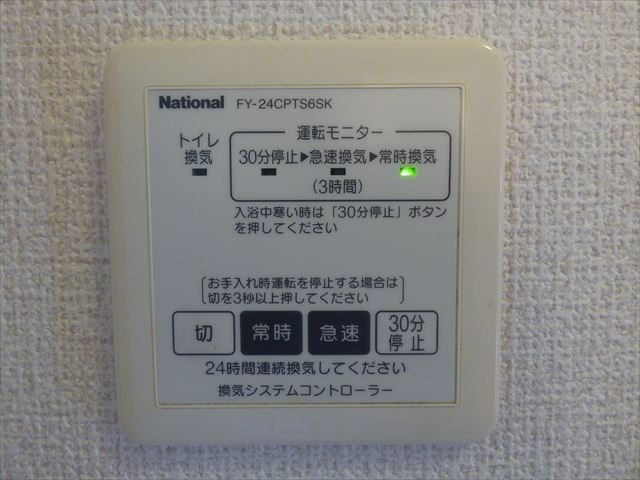 National FY-24CPTS6SK
トイレ
換気
運転モニター
30分停止▶急速換気▶常時換気
(3時間)
入浴中寒い時は「30分停止」ボタン
を押してください
お手入れ時運転を停止する場合は
切を3秒以上押してください
切 常時 急速 30分
停止
24時間連続換気してください
換気システムコントローラー